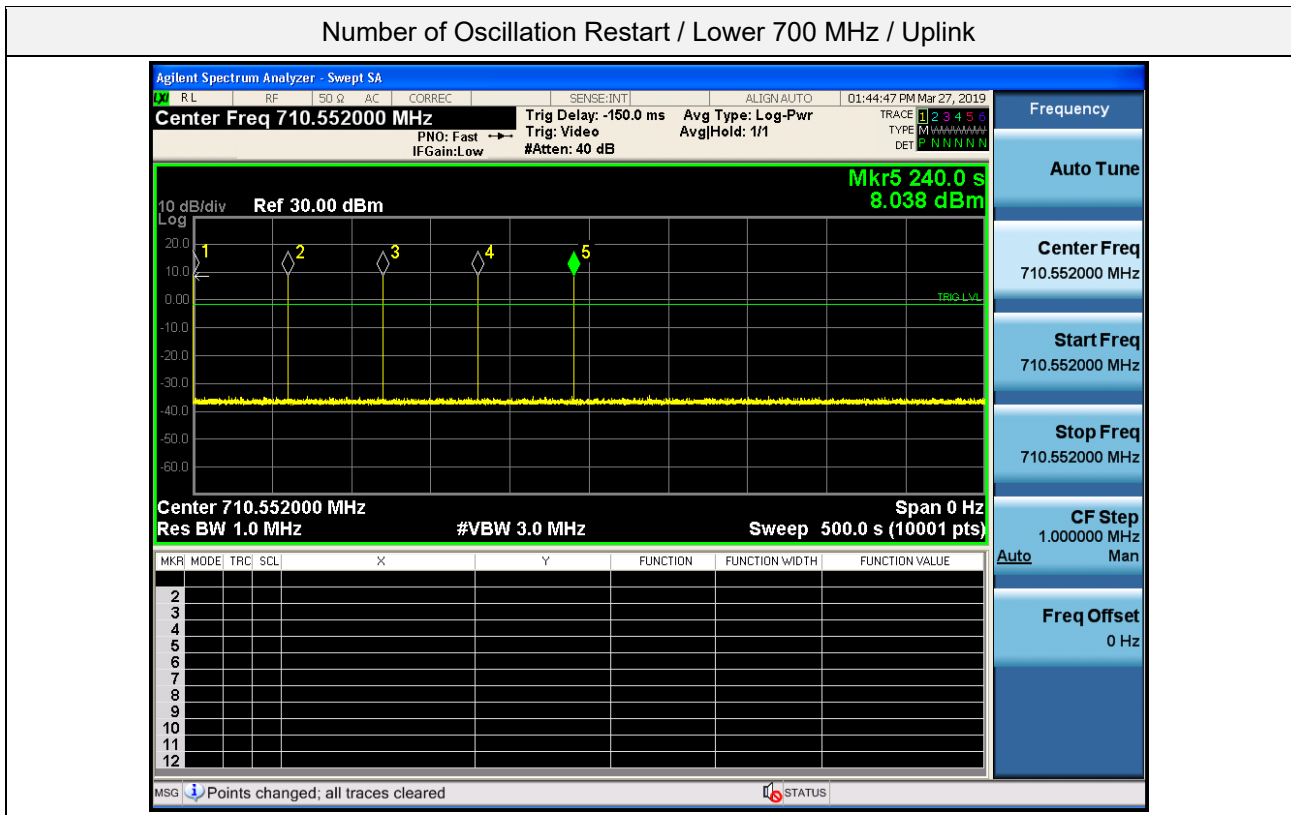 Number of Oscillation Restart / Lower 700 MHz / Uplink
Agilent Spectrum Analyzer - Swept SA
LXI RL RF 50 Ω AC CORREC SENSE:INT ALIGN AUTO 01:44:47 PM Mar 27, 2019
Center Freq 710.552000 MHz
PNO: Fast
IFGain:Low
Trig Delay: -150.0 ms
Trig: Video
#Atten: 40 dB
Avg Type: Log-Pwr
Avg|Hold: 1/1
TRACE 1 2 3 4 5 6
TYPE M WWWWW
DET P N N N N N
Mkr5 240.0 s
8.038 dBm
10 dB/div Ref 30.00 dBm
Log
20.0
10.0
0.00
-10.0
-20.0
-30.0
-40.0
-50.0
-60.0
1 2 3 4 5
TRIG LVL
Center 710.552000 MHz Span 0 Hz
Res BW 1.0 MHz #VBW 3.0 MHz Sweep 500.0 s (10001 pts)
MKR MODE TRC SCL X Y FUNCTION FUNCTION WIDTH FUNCTION VALUE
2
3
4
5
6
7
8
9
10
11
12
MSG Points changed; all traces cleared STATUS
Frequency
Auto Tune
Center Freq
710.552000 MHz
Start Freq
710.552000 MHz
Stop Freq
710.552000 MHz
CF Step
1.000000 MHz
Auto Man
Freq Offset
0 Hz